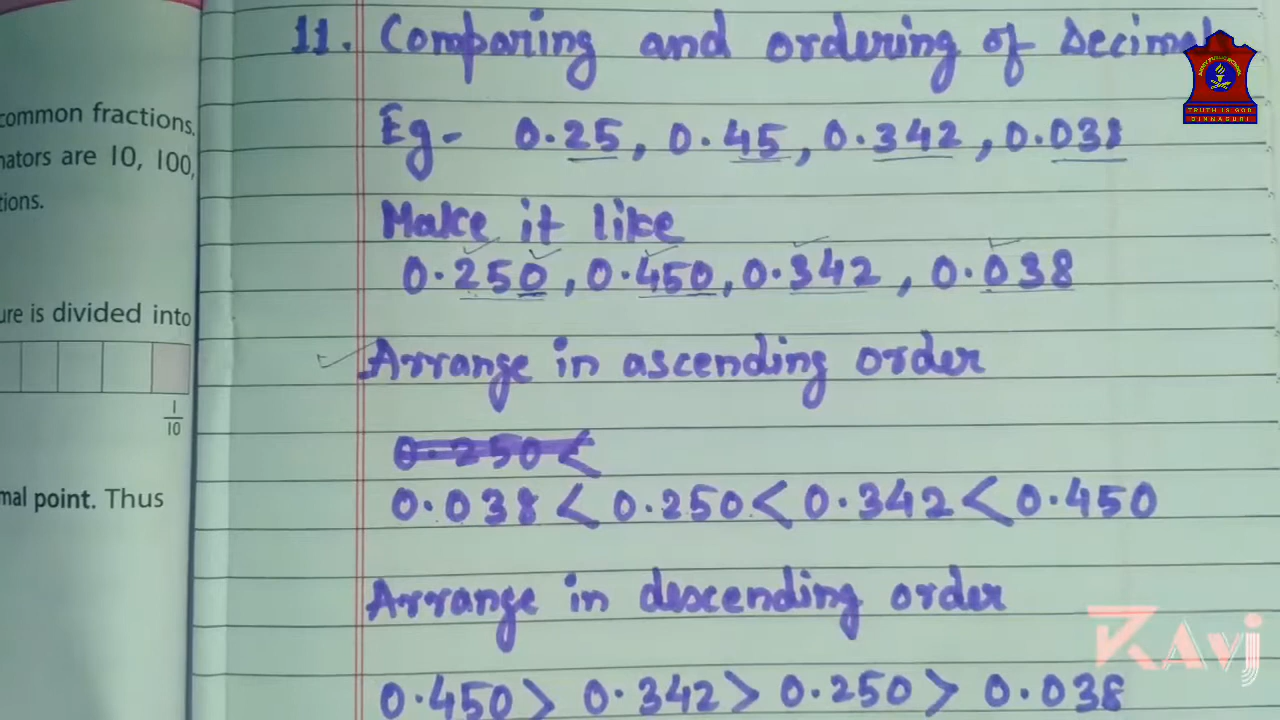 common fractions.
nators are 10, 100,
tions.
ure is divided into
1
10
mal point. Thus
11. Comparing and ordering of Decimal
Eg- 0.25, 0.45, 0.342, 0.038
Make it like
0.250, 0.450, 0.342, 0.038
Arrange in ascending order
0.250<
0.038 < 0.250 < 0.342 < 0.450
Arrange in descending order
0.450 > 0.342 > 0.250 > 0.038
TRUTH IS GOD
BINNAGURI
RAvj